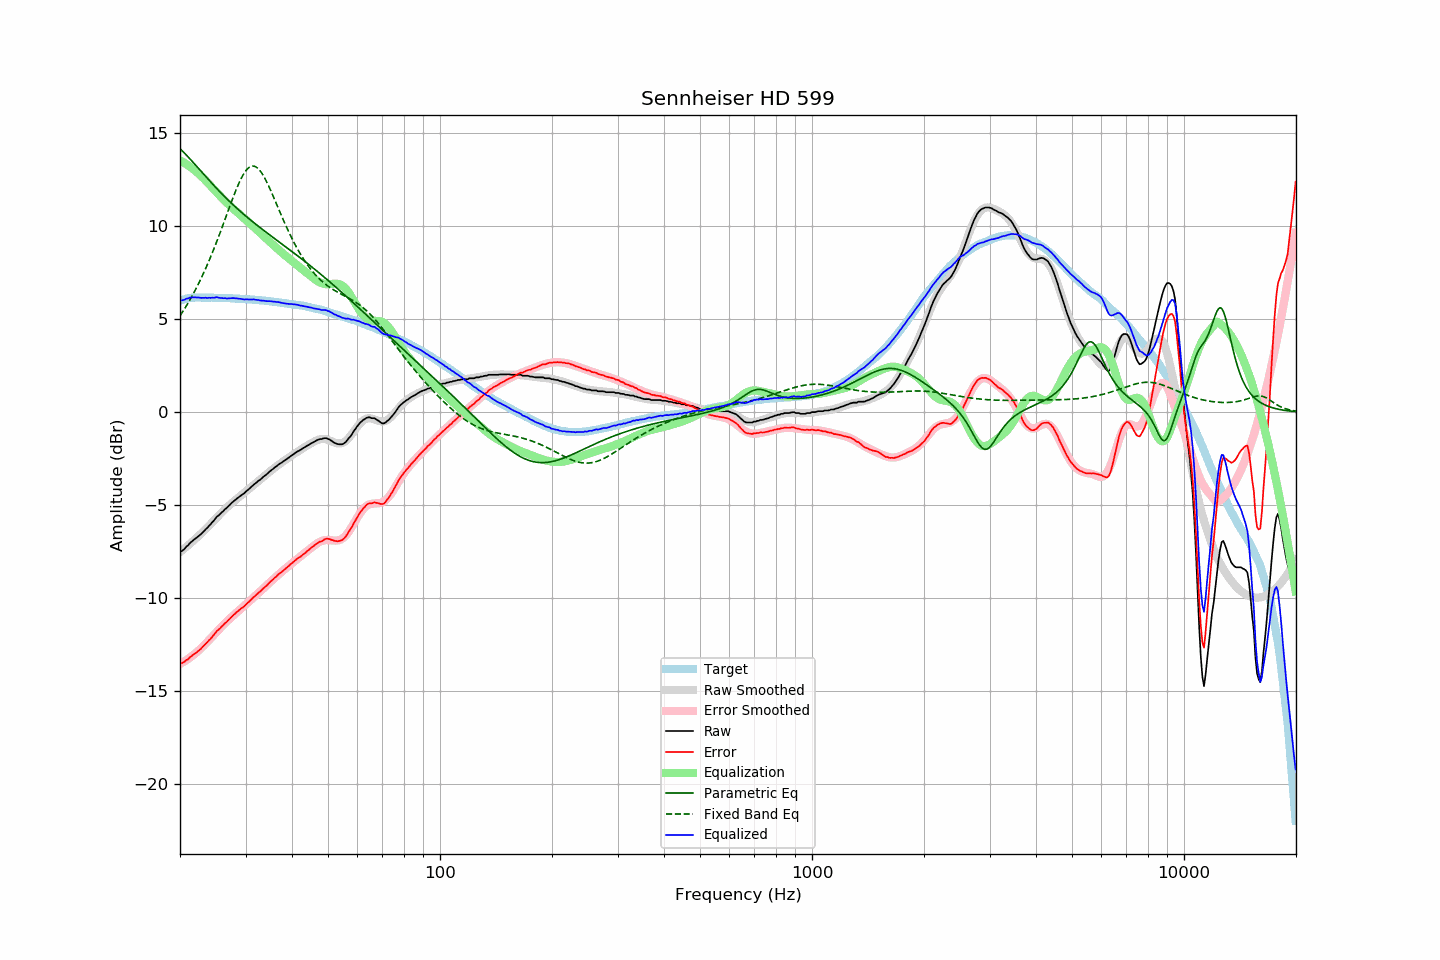 Sennheiser HD 599
15
10
5
0
−5
−10
−15
−20
Amplitude (dBr)
100
1000
10000
Frequency (Hz)
Target
Raw Smoothed
Error Smoothed
Raw
Error
Equalization
Parametric Eq
Fixed Band Eq
Equalized